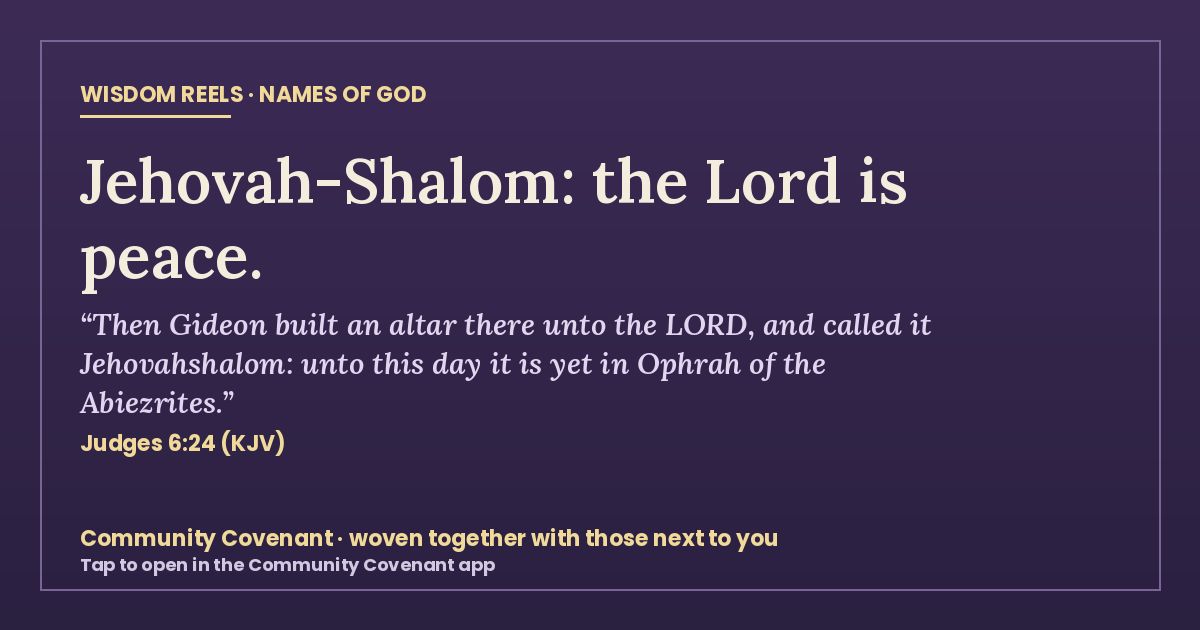 WISDOM REELS · NAMES OF GOD
Jehovah-Shalom: the Lord is
peace.
“Then Gideon built an altar there unto the LORD, and called it
Jehovahshalom: unto this day it is yet in Ophrah of the
Abiezrites.”
Judges 6:24 (KJV)
Community Covenant · woven together with those next to you
Tap to open in the Community Covenant app